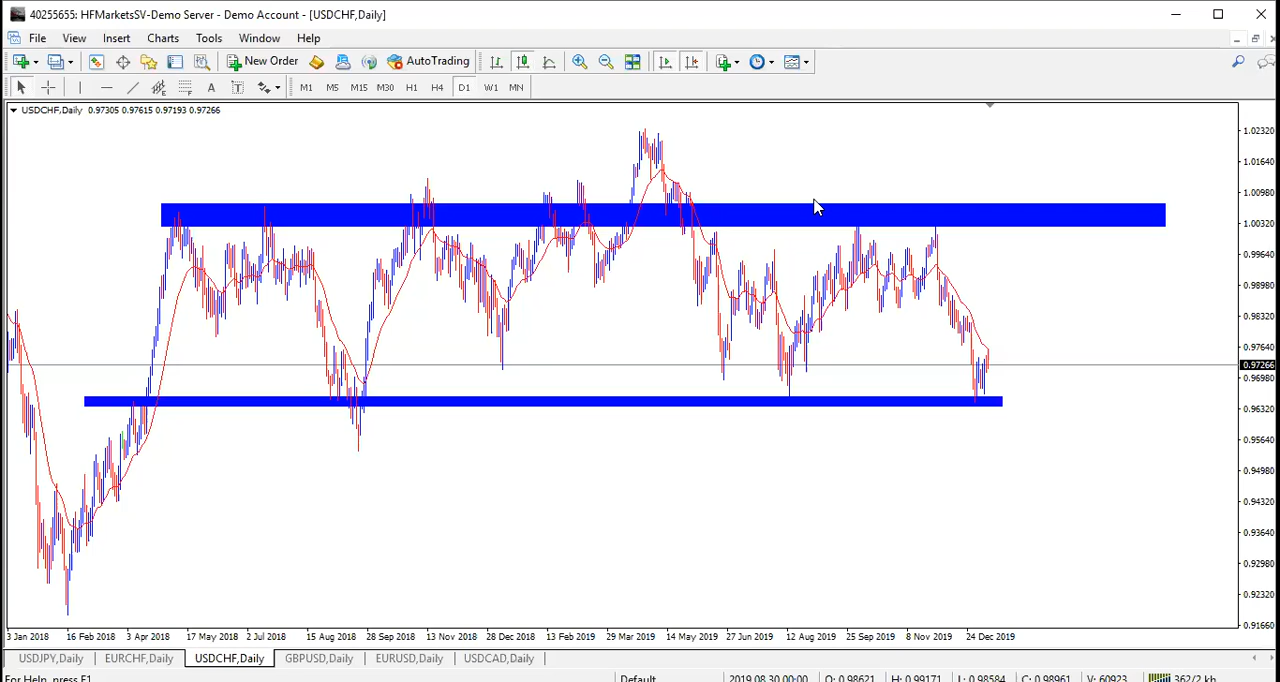 40255655: HFMarketsSV-Demo Server - Demo Account - [USDCHF,Daily]
File View Insert Charts Tools Window Help
New Order AutoTrading
A T M1 M5 M15 M30 H1 H4 D1 W1 MN
USDCHF,Daily 0.97305 0.97615 0.97193 0.97266
1.02320
1.01640
1.00980
1.00320
0.99640
0.98980
0.98320
0.97640
0.97266
0.96980
0.96320
0.95640
0.94980
0.94320
0.93640
0.92980
0.92320
0.91660
3 Jan 2018 16 Feb 2018 3 Apr 2018 17 May 2018 2 Jul 2018 15 Aug 2018 28 Sep 2018 13 Nov 2018 28 Dec 2018 13 Feb 2019 29 Mar 2019 14 May 2019 27 Jun 2019 12 Aug 2019 25 Sep 2019 8 Nov 2019 24 Dec 2019
USDJPY,Daily EURCHF,Daily USDCHF,Daily GBPUSD,Daily EURUSD,Daily USDCAD,Daily
For Help, press F1 Default 2019.08.30 00:00 O: 0.98621 H: 0.99171 L: 0.98584 C: 0.98961 V: 60923 362/2 kb